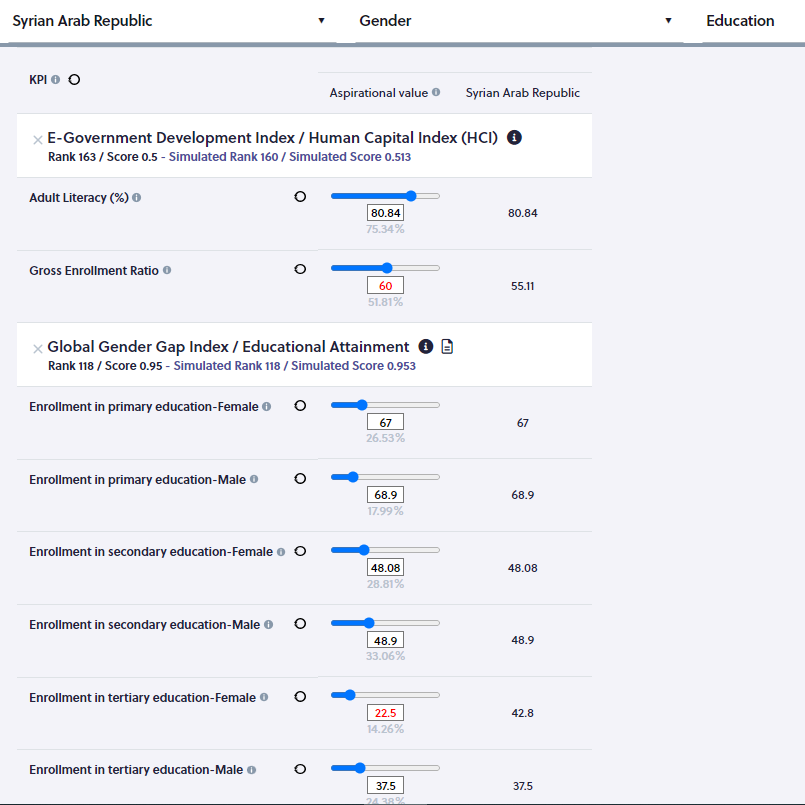 Syrian Arab Republic ▼ Gender ▼ Education
KPI
Aspirational value Syrian Arab Republic
E-Government Development Index / Human Capital Index (HCI)
Rank 163 / Score 0.5 - Simulated Rank 160 / Simulated Score 0.513
Adult Literacy (%)
80.84 80.84
75.34%
Gross Enrollment Ratio
60 55.11
51.81%
Global Gender Gap Index / Educational Attainment
Rank 118 / Score 0.95 - Simulated Rank 118 / Simulated Score 0.953
Enrollment in primary education-Female
67 67
26.53%
Enrollment in primary education-Male
68.9 68.9
17.99%
Enrollment in secondary education-Female
48.08 48.08
28.81%
Enrollment in secondary education-Male
48.9 48.9
33.06%
Enrollment in tertiary education-Female
22.5 42.8
14.26%
Enrollment in tertiary education-Male
37.5 37.5
24.38%